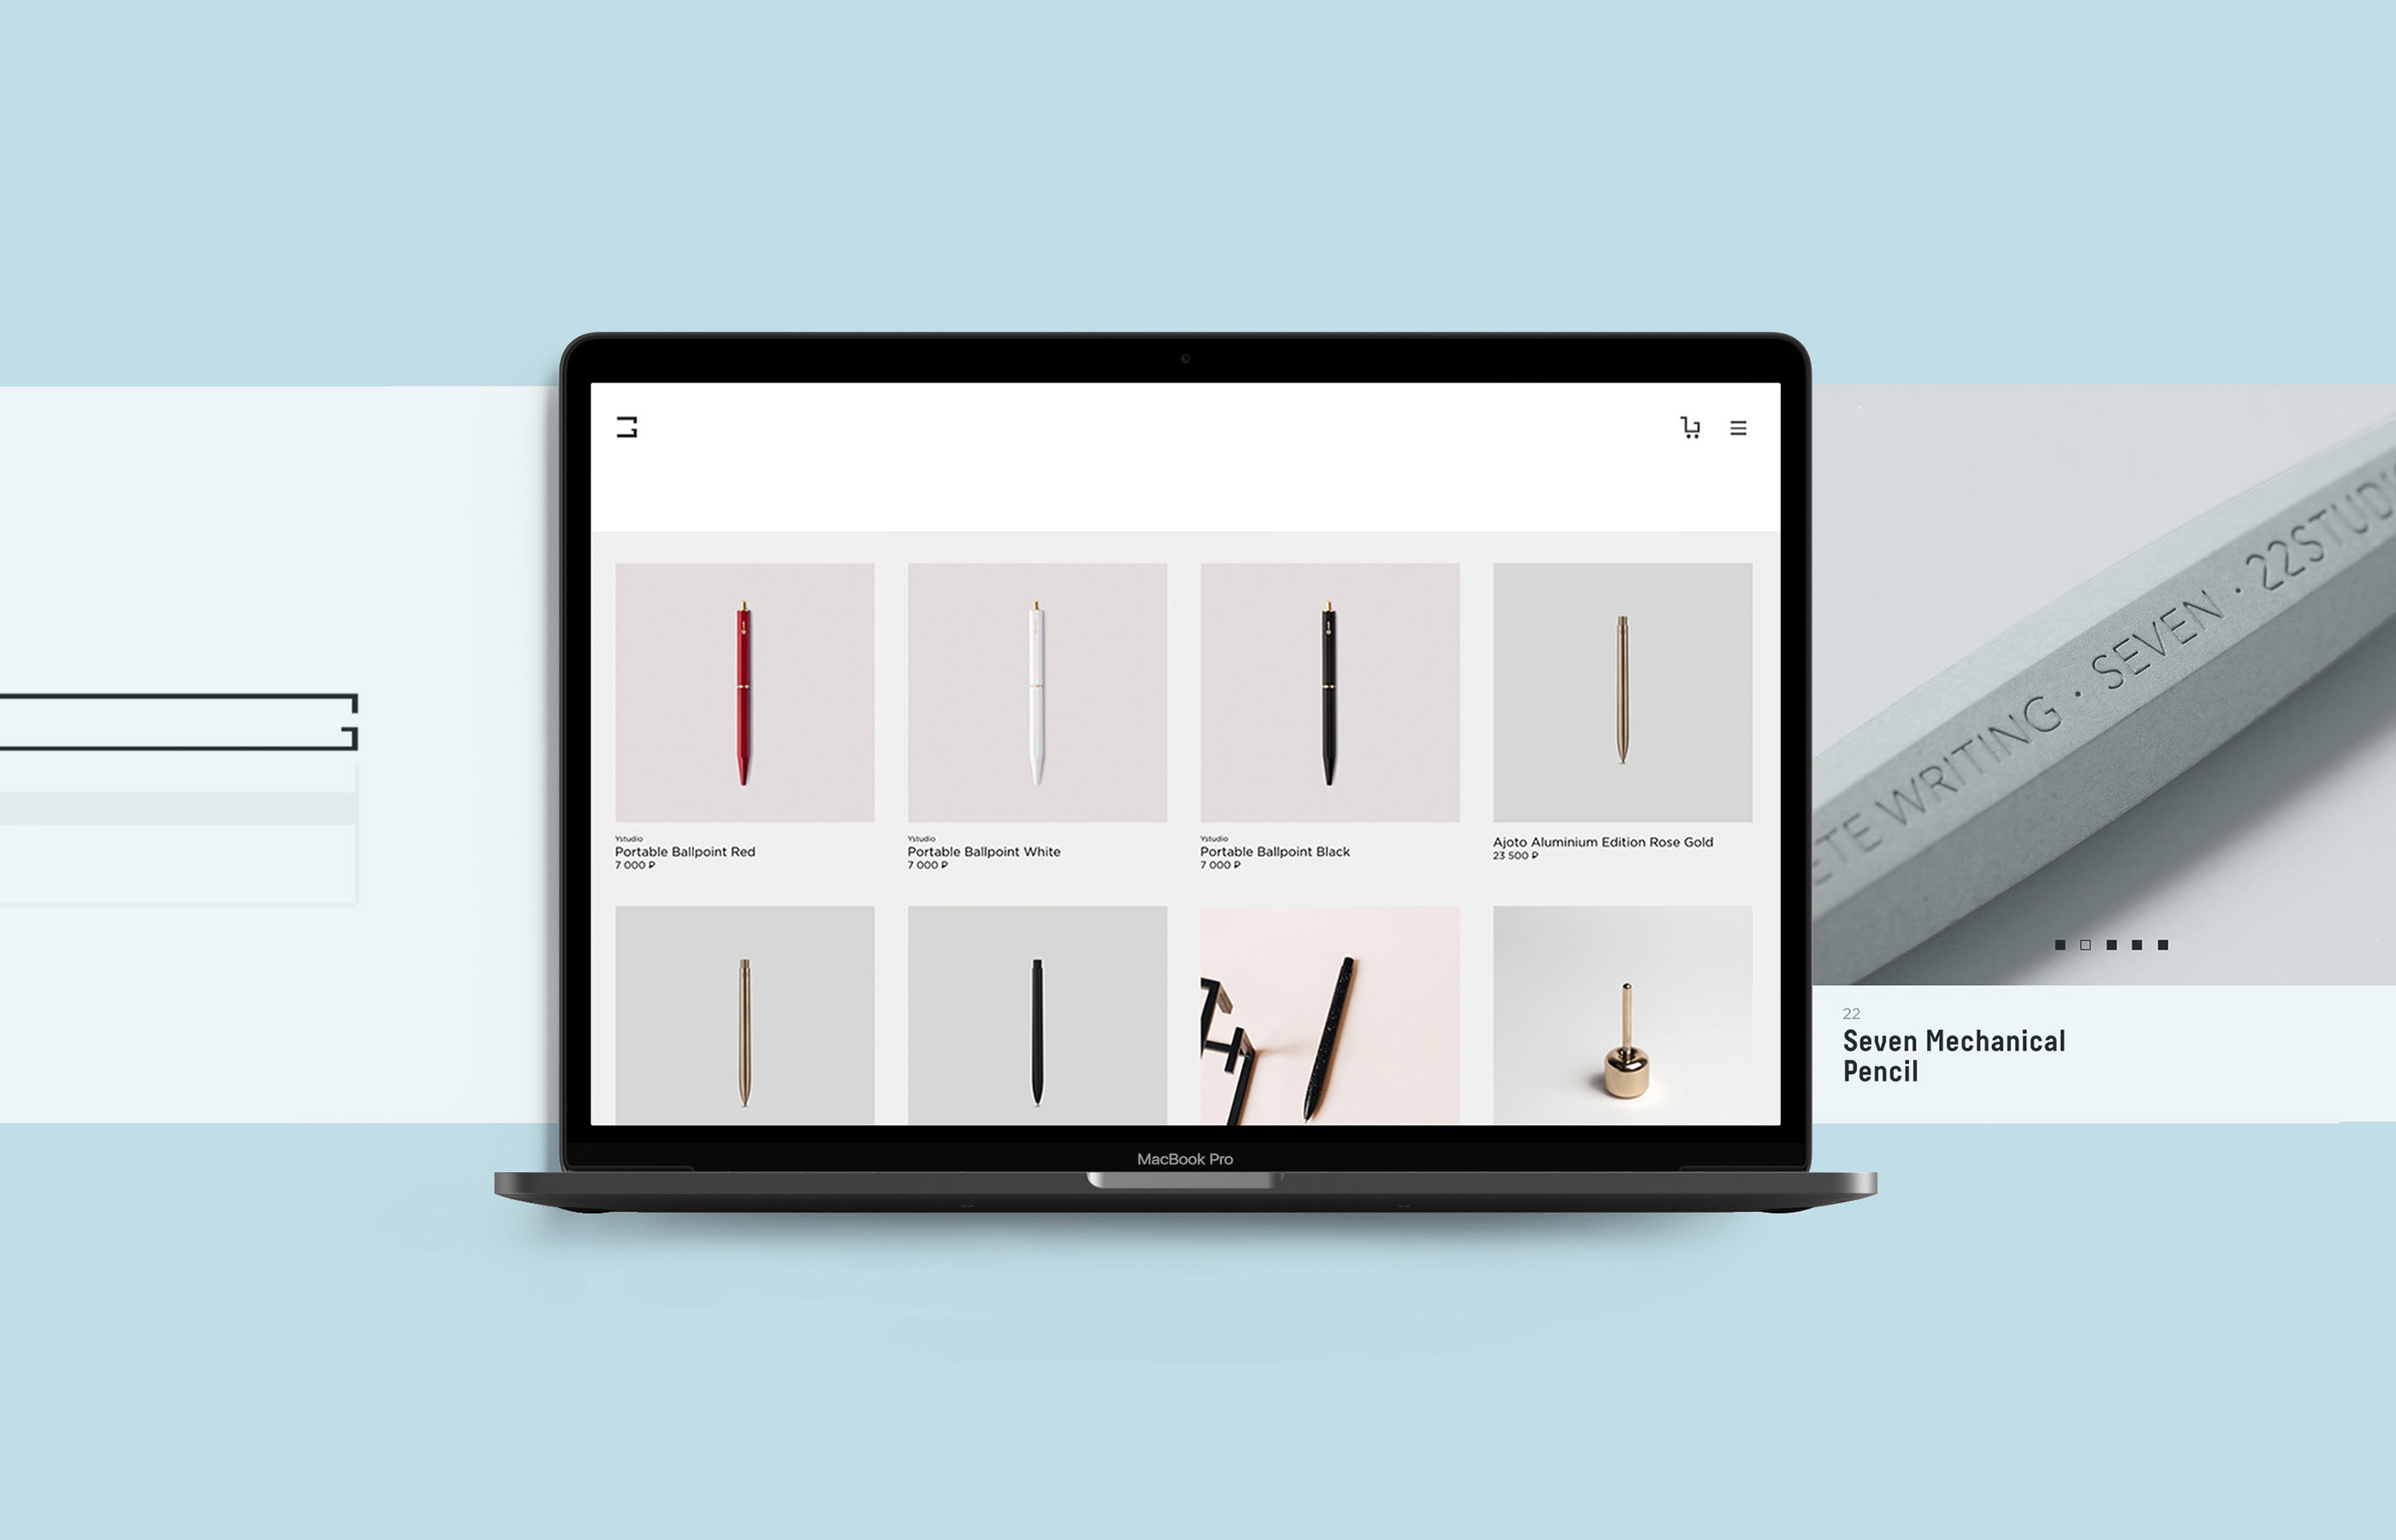 Ystudio
Portable Ballpoint Red
7 000 ₽
Ystudio
Portable Ballpoint White
7 000 ₽
Ystudio
Portable Ballpoint Black
7 000 ₽
Ajoto Aluminium Edition Rose Gold
23 500 ₽
MacBook Pro
ETE WRITING · SEVEN · 22STUDI
22
Seven Mechanical
Pencil